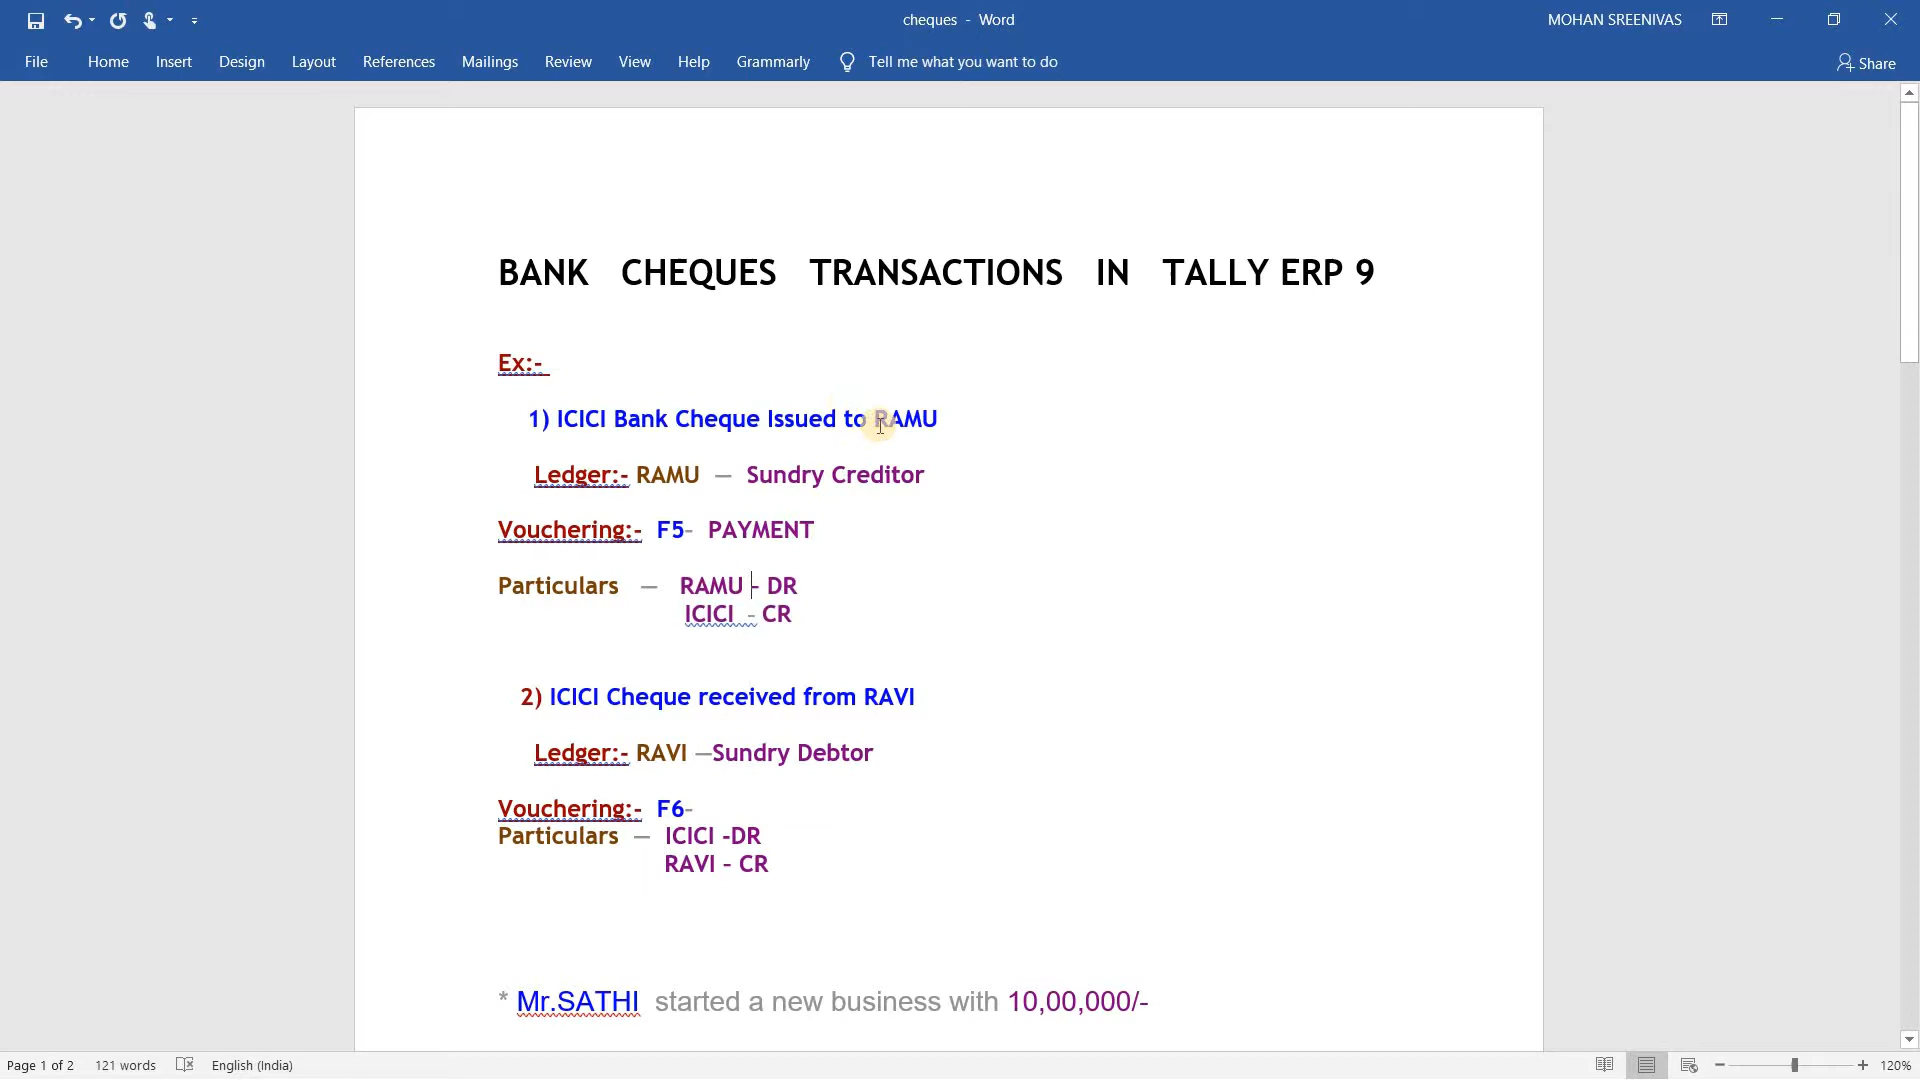 cheques - Word
MOHAN SREENIVAS
File Home Insert Design Layout References Mailings Review View Help Grammarly Tell me what you want to do
Share
BANK CHEQUES TRANSACTIONS IN TALLY ERP 9
Ex:-
1) ICICI Bank Cheque Issued to RAMU
Ledger:- RAMU — Sundry Creditor
Vouchering:- F5- PAYMENT
Particulars — RAMU - DR
ICICI - CR
2) ICICI Cheque received from RAVI
Ledger:- RAVI —Sundry Debtor
Vouchering:- F6-
Particulars — ICICI -DR
RAVI – CR
* Mr.SATHI started a new business with 10,00,000/-
Page 1 of 2 121 words English (India) 120%